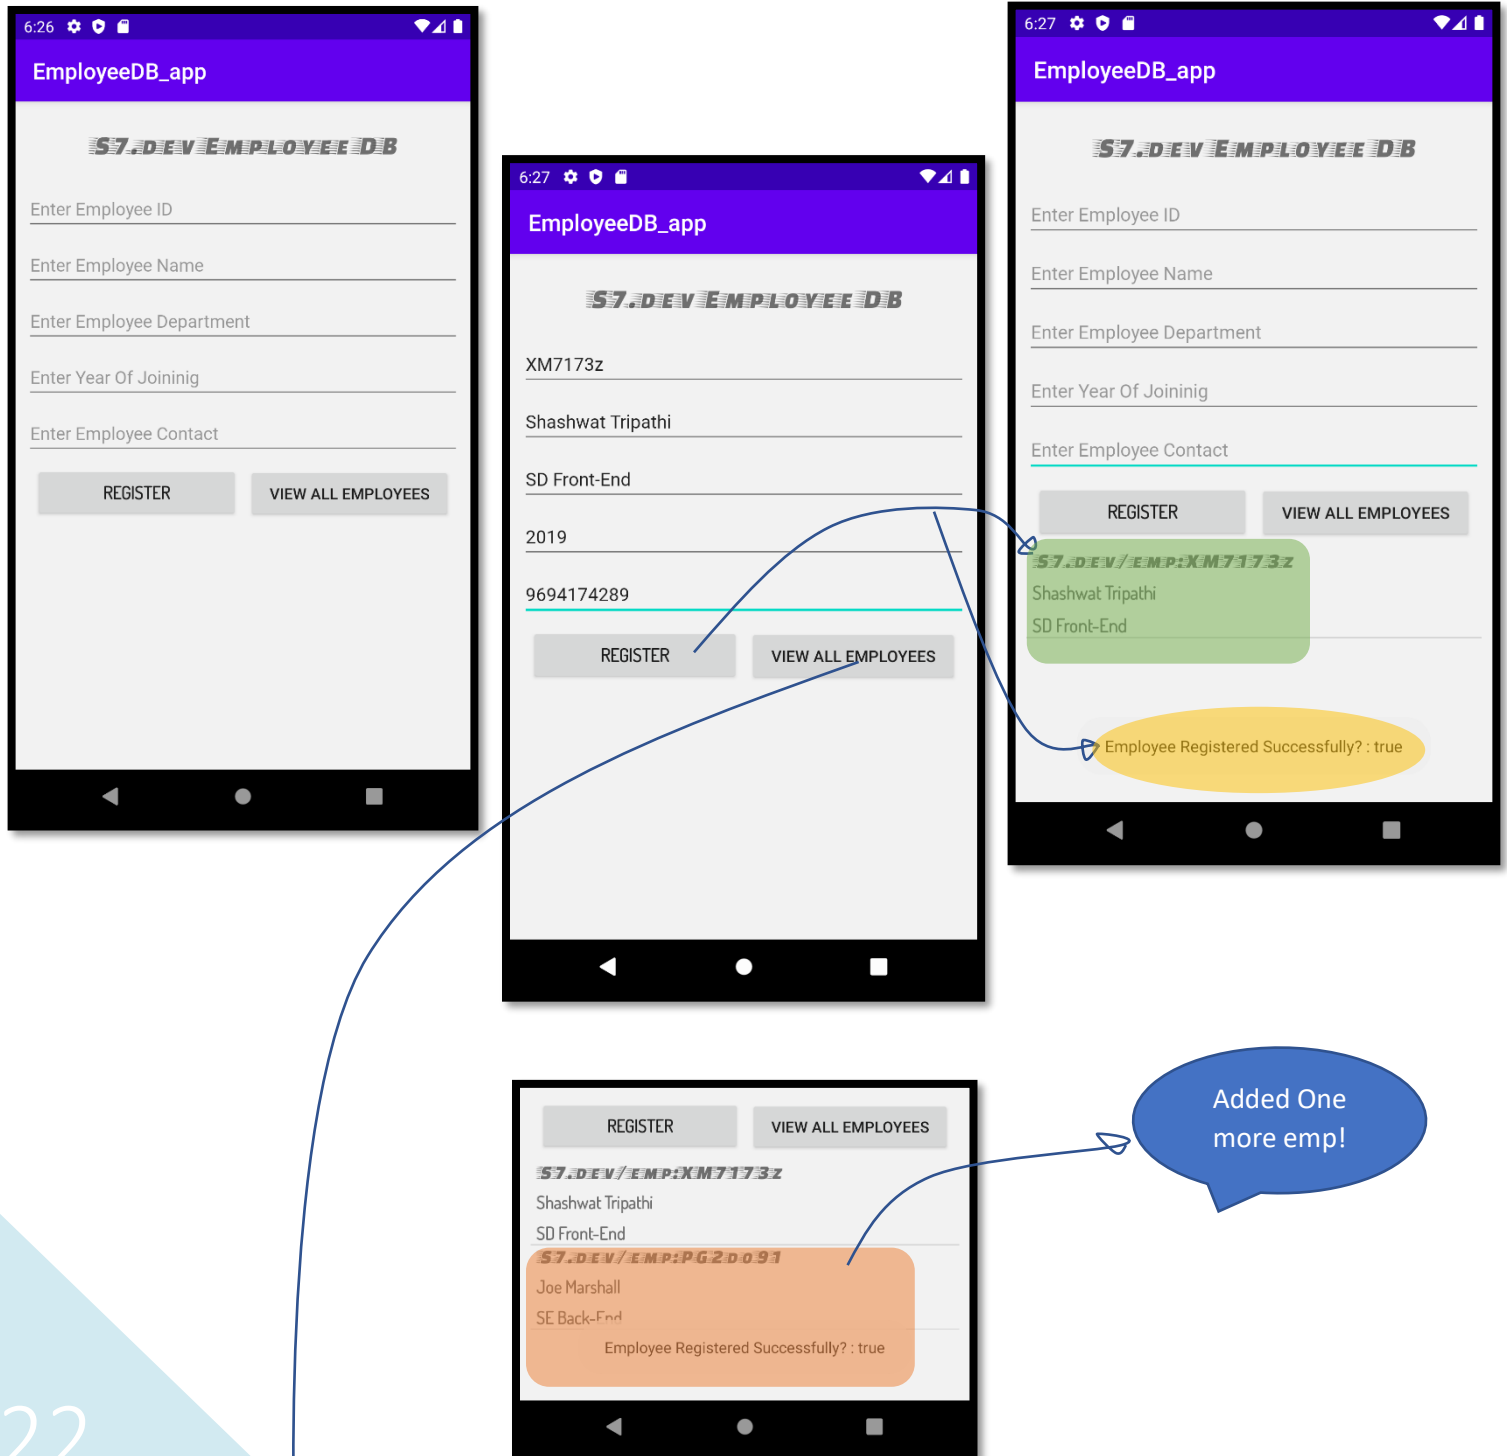 6:26
EmployeeDB_app
S7.dev Employee DB
Enter Employee ID
Enter Employee Name
Enter Employee Department
Enter Year Of Joininig
Enter Employee Contact
REGISTER VIEW ALL EMPLOYEES
6:27
EmployeeDB_app
S7.dev Employee DB
XM7173z
Shashwat Tripathi
SD Front-End
2019
9694174289
REGISTER VIEW ALL EMPLOYEES
6:27
EmployeeDB_app
S7.dev Employee DB
Enter Employee ID
Enter Employee Name
Enter Employee Department
Enter Year Of Joininig
Enter Employee Contact
REGISTER VIEW ALL EMPLOYEES
S7.dev/emp:XM7173z
Shashwat Tripathi
SD Front-End
Employee Registered Successfully? : true
REGISTER VIEW ALL EMPLOYEES
S7.dev/emp:XM7173z
Shashwat Tripathi
SD Front-End
S7.dev/emp:PG2do91
Joe Marshall
SE Back-End
Employee Registered Successfully? : true
Added One
more emp!
22